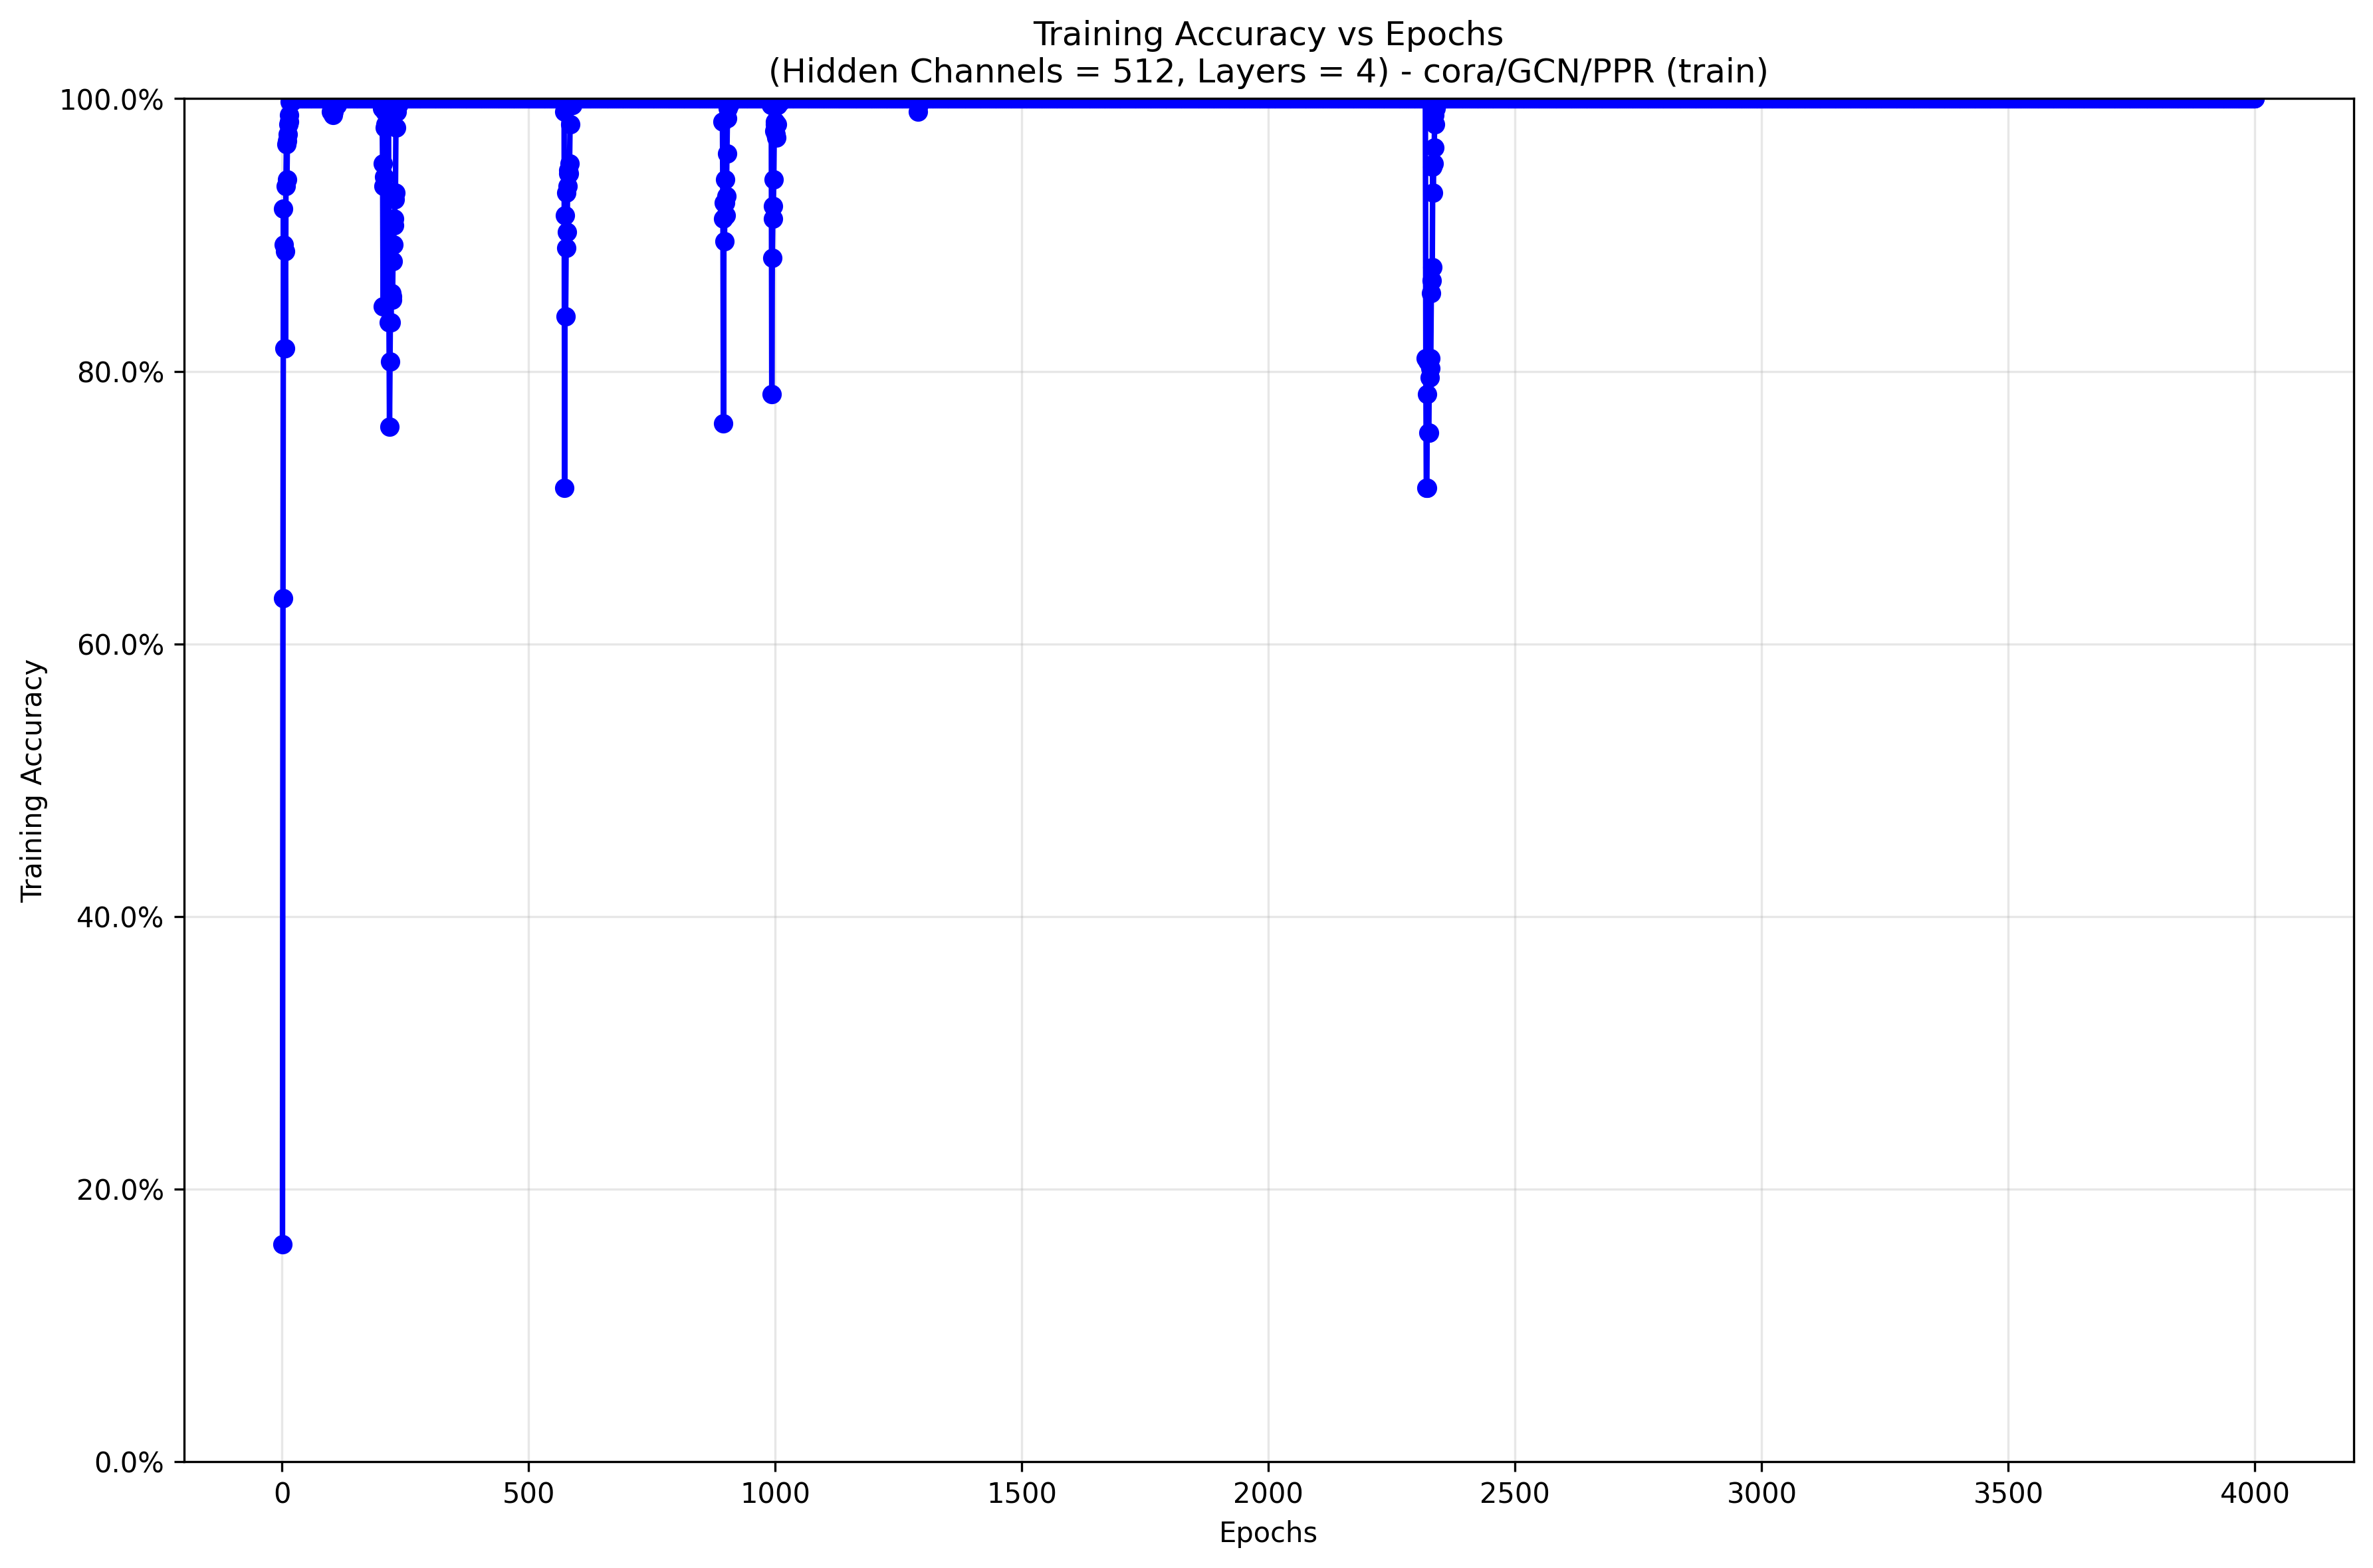 Training Accuracy vs Epochs
(Hidden Channels = 512, Layers = 4) - cora/GCN/PPR (train)
Training Accuracy
100.0%
80.0%
60.0%
40.0%
20.0%
0.0%
0 500 1000 1500 2000 2500 3000 3500 4000
Epochs